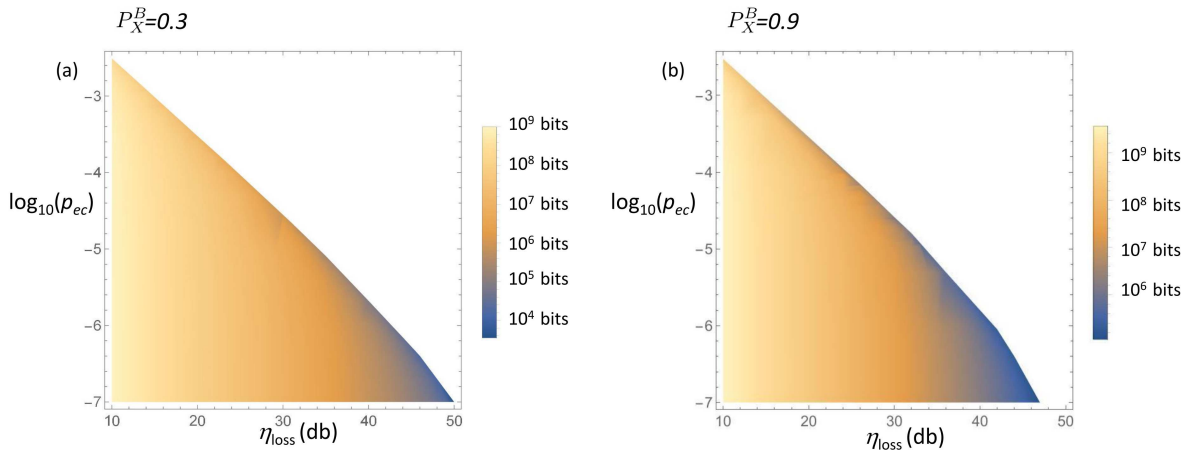 P_X^B=0.3
(a)
−3
−4
−5
−6
−7
log10(pec)
10 20 30 40 50
ηloss (db)
10^9 bits
10^8 bits
10^7 bits
10^6 bits
10^5 bits
10^4 bits
P_X^B=0.9
(b)
−3
−4
−5
−6
−7
log10(pec)
10 20 30 40 50
ηloss (db)
10^9 bits
10^8 bits
10^7 bits
10^6 bits